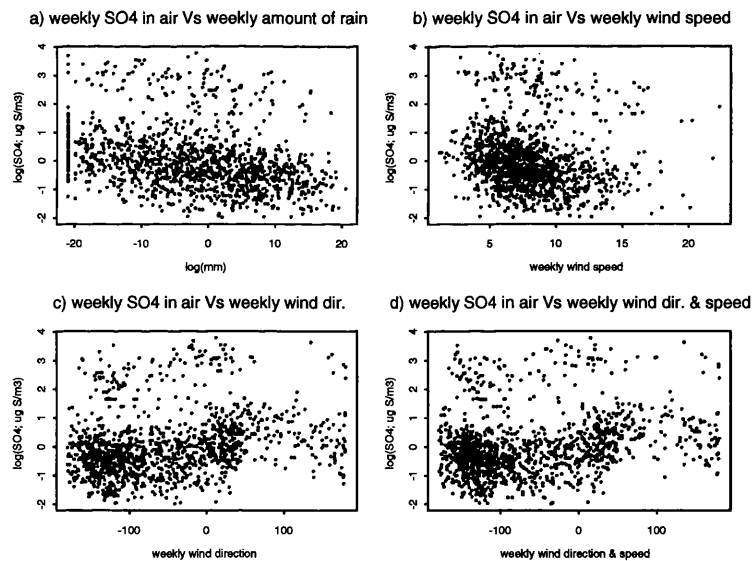 a) weekly SO4 in air Vs weekly amount of rain
log(SO4; ug S/m3)
4
3
2
1
0
-1
-2
-20 -10 0 10 20
log(mm)
b) weekly SO4 in air Vs weekly wind speed
log(SO4; ug S/m3)
4
3
2
1
0
-1
-2
5 10 15 20
weekly wind speed
c) weekly SO4 in air Vs weekly wind dir.
log(SO4; ug S/m3)
4
3
2
1
0
-1
-2
-100 0 100
weekly wind direction
d) weekly SO4 in air Vs weekly wind dir. & speed
log(SO4; ug S/m3)
4
3
2
1
0
-1
-2
-100 0 100
weekly wind direction & speed